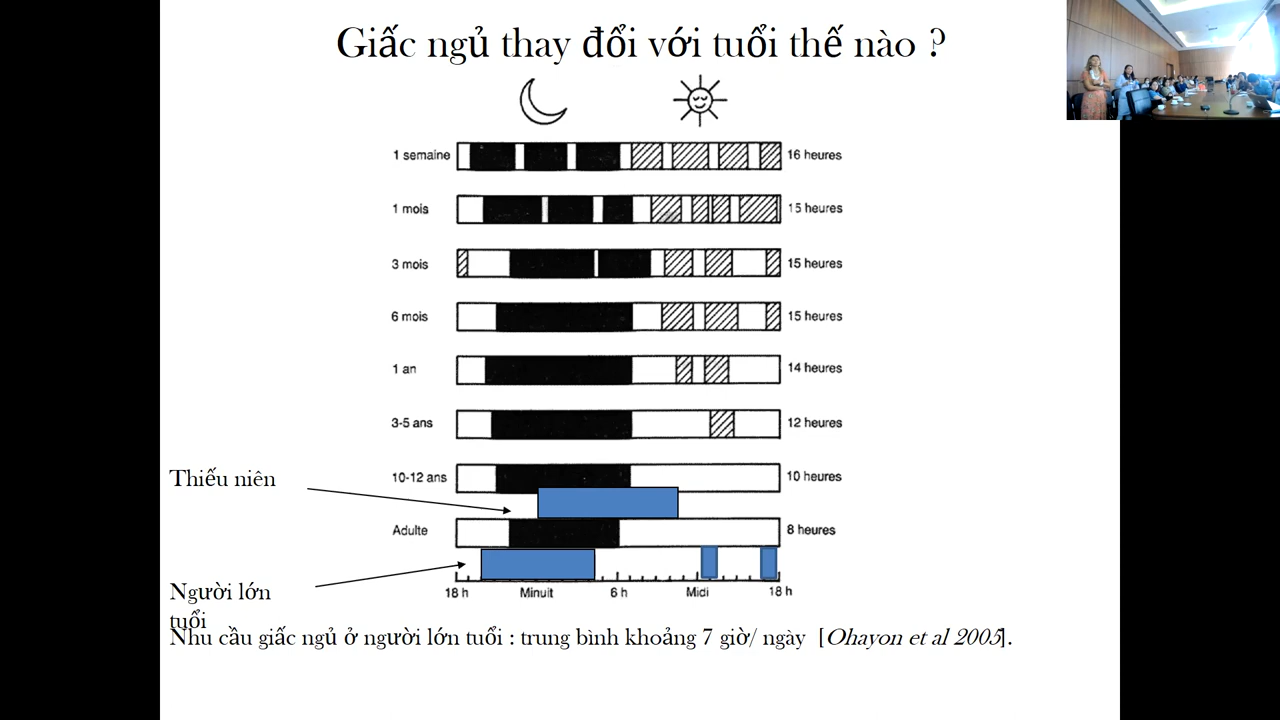 Giấc ngủ thay đổi với tuổi thế nào ?
1 semaine 16 heures
1 mois 15 heures
3 mois 15 heures
6 mois 15 heures
1 an 14 heures
3-5 ans 12 heures
Thiếu niên
10-12 ans 10 heures
Adulte 8 heures
18 h Minuit 6 h Midi 18 h
Người lớn
tuổi
Nhu cầu giấc ngủ ở người lớn tuổi : trung bình khoảng 7 giờ/ ngày [Ohayon et al 2005].